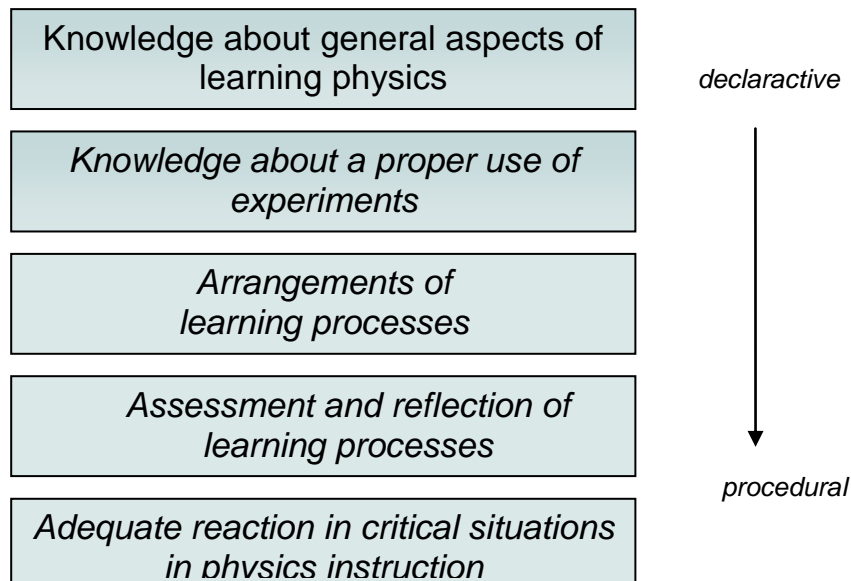 Knowledge about general aspects of
learning physics
declaractive
Knowledge about a proper use of
experiments
Arrangements of
learning processes
Assessment and reflection of
learning processes
procedural
Adequate reaction in critical situations
in physics instruction